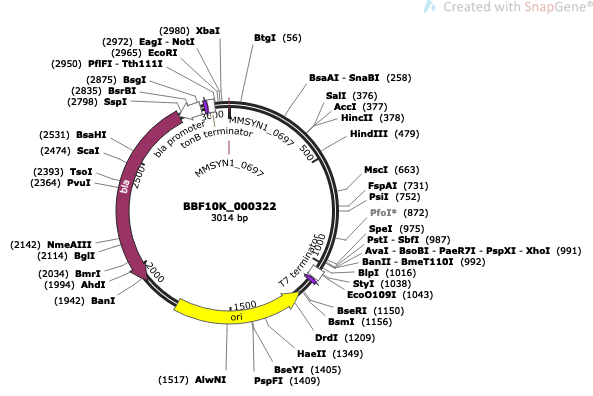 Created with SnapGene®
(2980) XbaI
(2972) EagI - NotI
(2965) EcoRI
(2950) PflFI - Tth111I
(2875) BsgI
(2835) BsrBI
(2798) SspI
(2531) BsaHI
(2474) ScaI
(2393) TsoI
(2364) PvuI
(2142) NmeAIII
(2114) BglI
(2034) BmrI
(1994) AhdI
(1942) BanI
(1517) AlwNI
BtgI (56)
BsaAI - SnaBI (258)
SalI (376)
AccI (377)
HincII (378)
HindIII (479)
MscI (663)
FspAI (731)
PsiI (752)
PfoI* (872)
SpeI (975)
PstI - SbfI (987)
AvaI - BsoBI - PaeR7I - PspXI - XhoI (991)
BanII - BmeT110I (992)
BlpI (1016)
StyI (1038)
EcoO109I (1043)
BseRI (1150)
BsmI (1156)
DrdI (1209)
HaeII (1349)
BseYI (1405)
PspFI (1409)
3000
500
1000
1500
2000
2500
MMSYN1_0697
tonB terminator
bla promoter
MMSYN1_0697
bla
T7 terminator
ori
BBF10K_000322
3014 bp